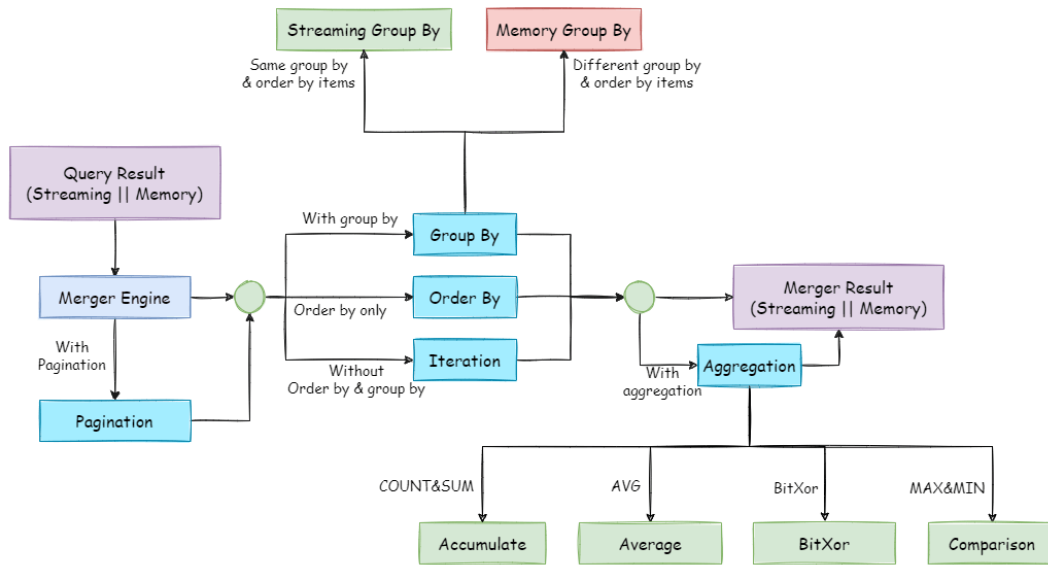 Streaming Group By
Memory Group By
Same group by
& order by items
Different group by
& order by items
Query Result
(Streaming || Memory)
With group by
Group By
Merger Engine
Order By
Order by only
Merger Result
(Streaming || Memory)
With
Pagination
Iteration
Without
Order by & group by
With
aggregation
Aggregation
Pagination
COUNT&SUM
AVG
BitXor
MAX&MIN
Accumulate
Average
BitXor
Comparison